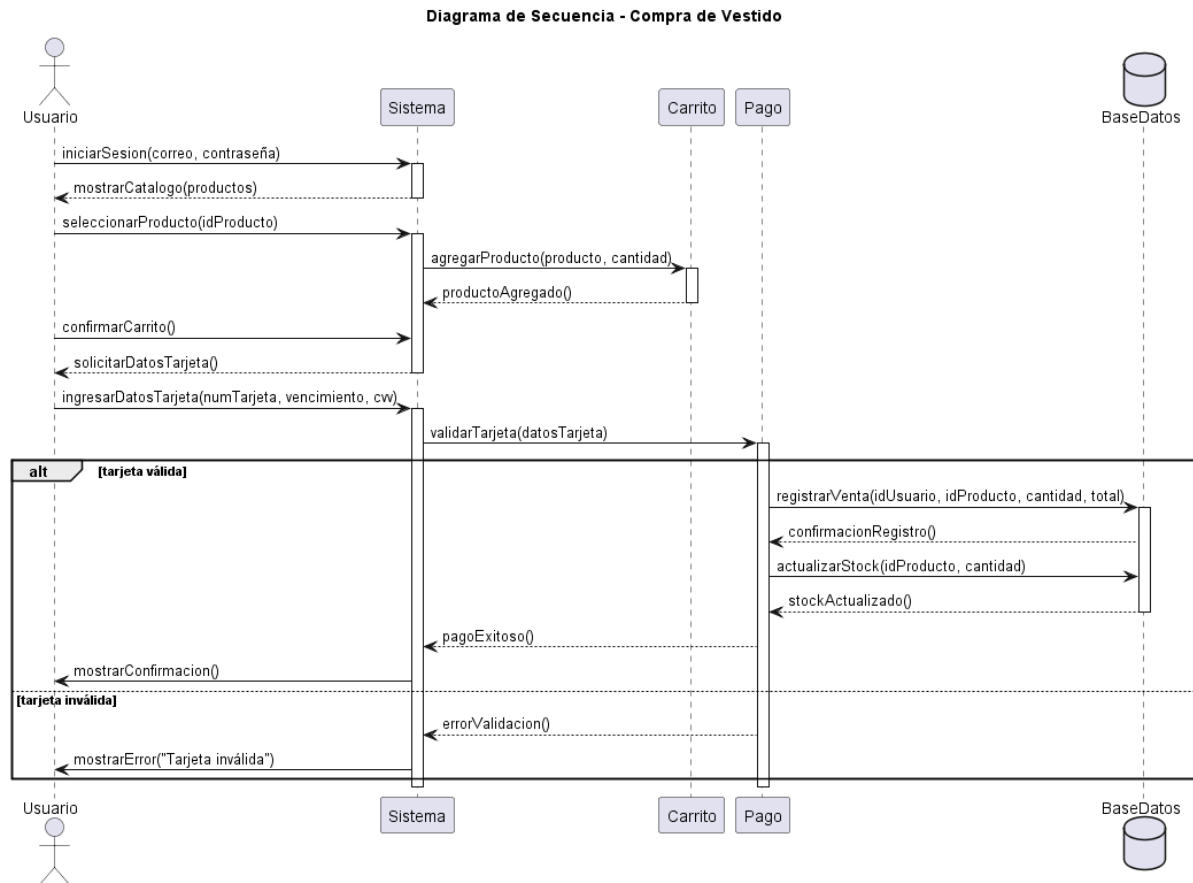 Diagrama de Secuencia - Compra de Vestido
Usuario
Sistema
Carrito
Pago
BaseDatos
iniciarSesion(correo, contraseña)
mostrarCatalogo(productos)
seleccionarProducto(idProducto)
agregarProducto(producto, cantidad)
productoAgregado()
confirmarCarrito()
solicitarDatosTarjeta()
ingresarDatosTarjeta(numTarjeta, vencimiento, cvv)
validarTarjeta(datosTarjeta)
alt
[tarjeta válida]
registrarVenta(idUsuario, idProducto, cantidad, total)
confirmacionRegistro()
actualizarStock(idProducto, cantidad)
stockActualizado()
pagoExitoso()
mostrarConfirmacion()
[tarjeta inválida]
errorValidacion()
mostrarError("Tarjeta inválida")
Usuario
Sistema
Carrito
Pago
BaseDatos